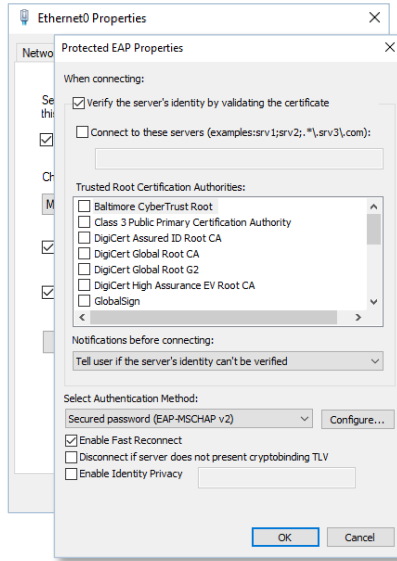 Ethernet0 Properties
Protected EAP Properties
When connecting:
Verify the server's identity by validating the certificate
Connect to these servers (examples:srv1;srv2;.*\.srv3\.com):
Trusted Root Certification Authorities:
Baltimore CyberTrust Root
Class 3 Public Primary Certification Authority
DigiCert Assured ID Root CA
DigiCert Global Root CA
DigiCert Global Root G2
DigiCert High Assurance EV Root CA
GlobalSign
Notifications before connecting:
Tell user if the server's identity can't be verified
Select Authentication Method:
Secured password (EAP-MSCHAP v2)
Configure...
Enable Fast Reconnect
Disconnect if server does not present cryptobinding TLV
Enable Identity Privacy
OK
Cancel